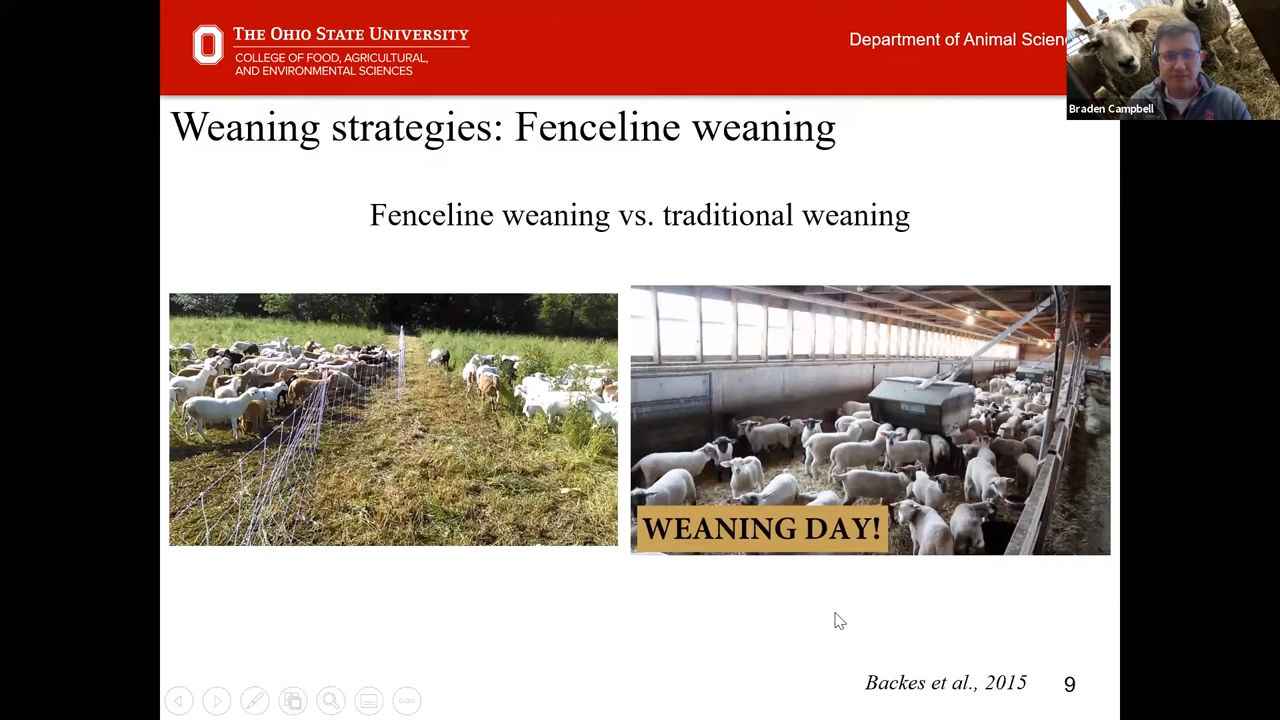 THE OHIO STATE UNIVERSITY
COLLEGE OF FOOD, AGRICULTURAL,
AND ENVIRONMENTAL SCIENCES
Department of Animal Scien
Braden Campbell
Weaning strategies: Fenceline weaning
Fenceline weaning vs. traditional weaning
WEANING DAY!
Backes et al., 2015
9